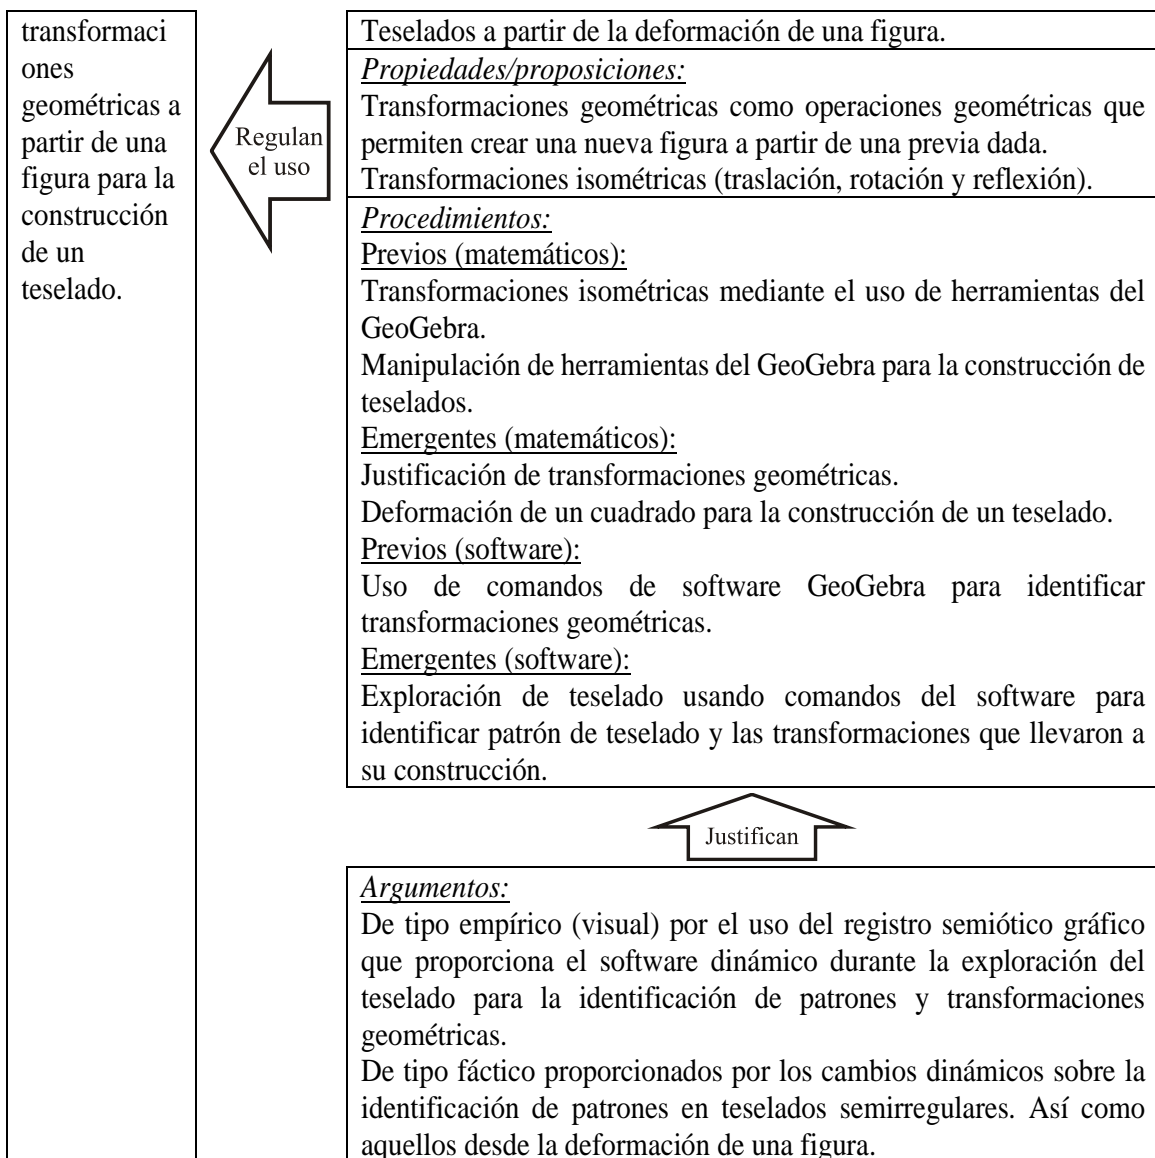 transformaci
ones
geométricas a
partir de una
figura para la
construcción
de un
teselado.
Regulan
el uso
Teselados a partir de la deformación de una figura.
Propiedades/proposiciones:
Transformaciones geométricas como operaciones geométricas que
permiten crear una nueva figura a partir de una previa dada.
Transformaciones isométricas (traslación, rotación y reflexión).
Procedimientos:
Previos (matemáticos):
Transformaciones isométricas mediante el uso de herramientas del
GeoGebra.
Manipulación de herramientas del GeoGebra para la construcción de
teselados.
Emergentes (matemáticos):
Justificación de transformaciones geométricas.
Deformación de un cuadrado para la construcción de un teselado.
Previos (software):
Uso de comandos de software GeoGebra para identificar
transformaciones geométricas.
Emergentes (software):
Exploración de teselado usando comandos del software para
identificar patrón de teselado y las transformaciones que llevaron a
su construcción.
Justifican
Argumentos:
De tipo empírico (visual) por el uso del registro semiótico gráfico
que proporciona el software dinámico durante la exploración del
teselado para la identificación de patrones y transformaciones
geométricas.
De tipo fáctico proporcionados por los cambios dinámicos sobre la
identificación de patrones en teselados semirregulares. Así como
aquellos desde la deformación de una figura.